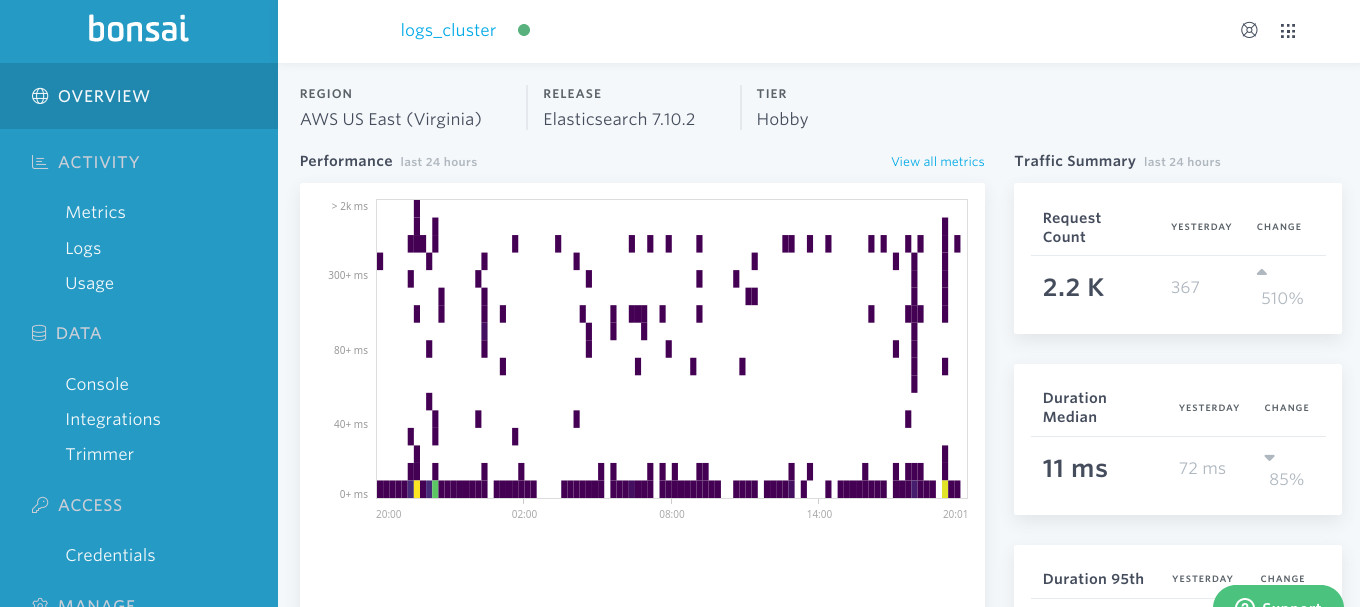 bonsai
logs_cluster
OVERVIEW
ACTIVITY
Metrics
Logs
Usage
DATA
Console
Integrations
Trimmer
ACCESS
Credentials
MANAGE
REGION
AWS US East (Virginia)
RELEASE
Elasticsearch 7.10.2
TIER
Hobby
Performance last 24 hours
View all metrics
> 2k ms
300+ ms
80+ ms
40+ ms
0+ ms
20:00 02:00 08:00 14:00 20:01
Traffic Summary last 24 hours
Request
Count
YESTERDAY CHANGE
2.2 K 367 510%
Duration
Median
YESTERDAY CHANGE
11 ms 72 ms 85%
Duration 95th YESTERDAY CHANGE
Support